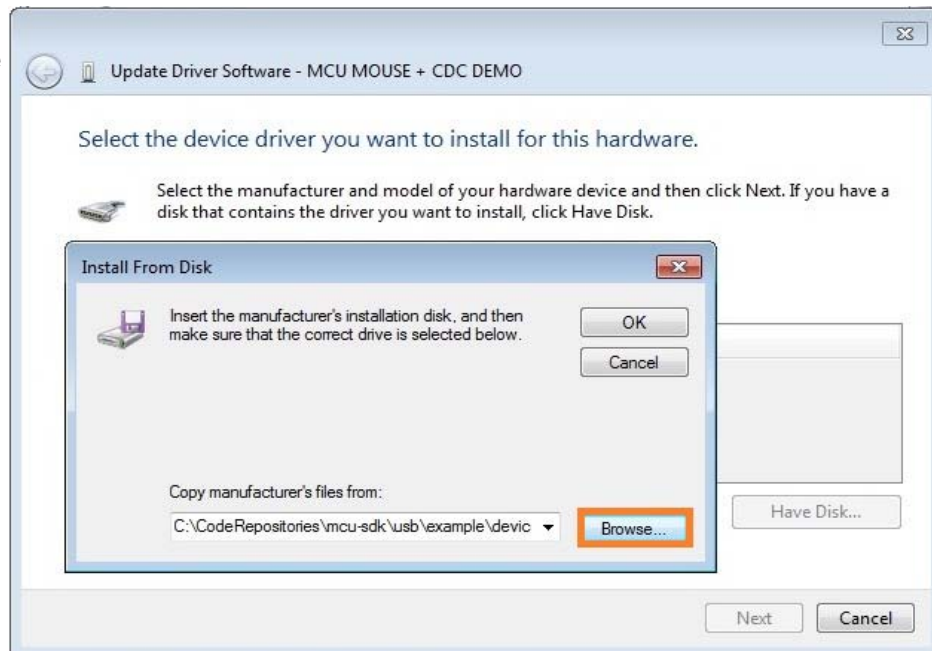 Update Driver Software - MCU MOUSE + CDC DEMO
Select the device driver you want to install for this hardware.
Select the manufacturer and model of your hardware device and then click Next. If you have a
disk that contains the driver you want to install, click Have Disk.
Install From Disk
Insert the manufacturer's installation disk, and then
make sure that the correct drive is selected below.
OK
Cancel
Copy manufacturer's files from:
C:\CodeRepositories\mcu-sdk\usb\example\devic
Browse...
Have Disk...
Next
Cancel